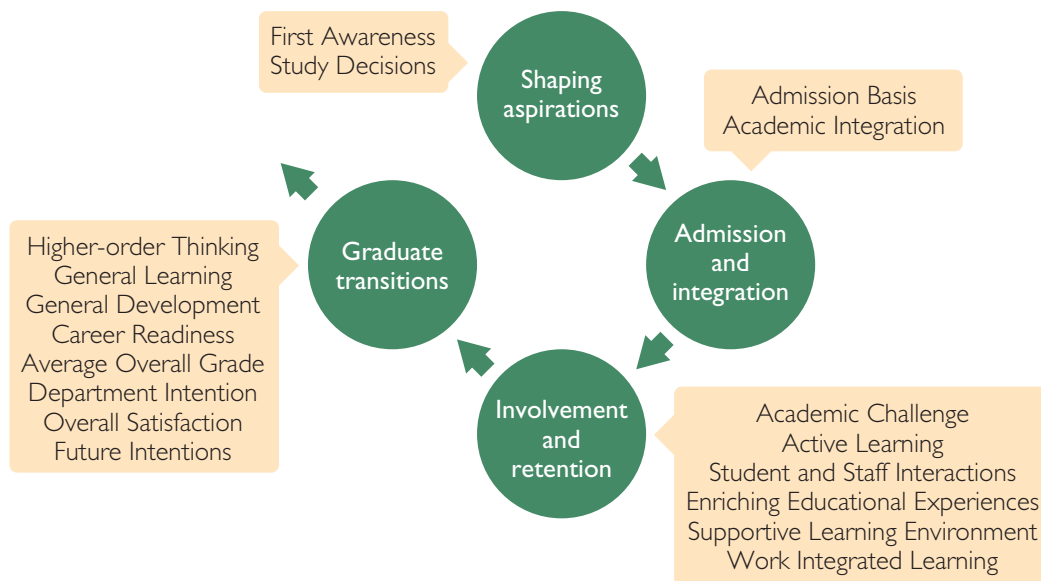 First Awareness
Study Decisions
Shaping
aspirations
Admission Basis
Academic Integration
Admission
and
integration
Academic Challenge
Active Learning
Student and Staff Interactions
Enriching Educational Experiences
Supportive Learning Environment
Work Integrated Learning
Involvement
and
retention
Graduate
transitions
Higher-order Thinking
General Learning
General Development
Career Readiness
Average Overall Grade
Department Intention
Overall Satisfaction
Future Intentions